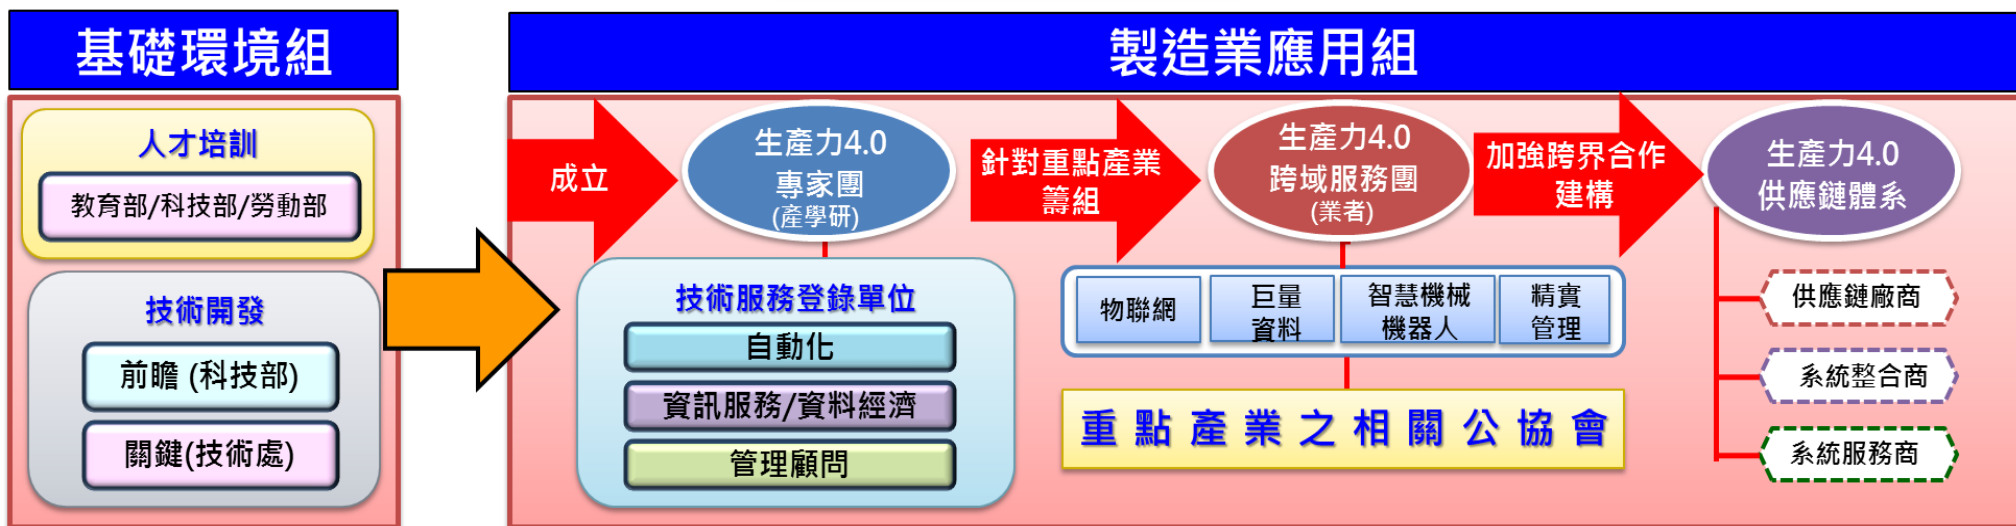 基礎環境組
人才培訓
教育部/科技部/勞動部
技術開發
前瞻 (科技部)
關鍵(技術處)
製造業應用組
成立
生產力4.0
專家團
(產學研)
技術服務登錄單位
自動化
資訊服務/資料經濟
管理顧問
針對重點產業
籌組
生產力4.0
跨域服務團
(業者)
物聯網
巨量
資料
智慧機械
機器人
精實
管理
重點產業之相關公協會
加強跨界合作
建構
生產力4.0
供應鏈體系
供應鏈廠商
系統整合商
系統服務商